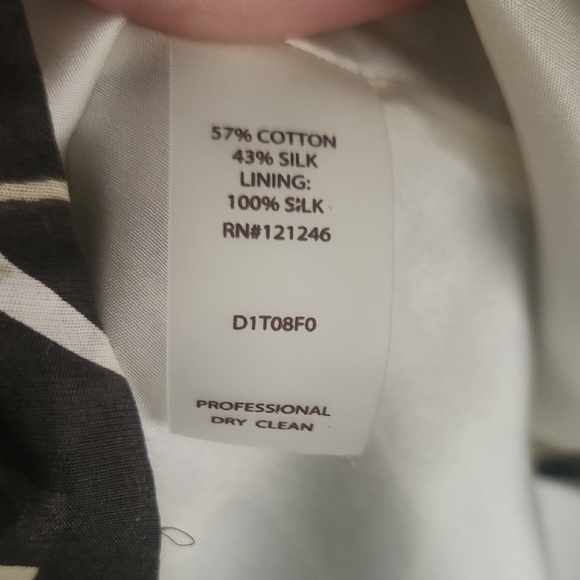 57% COTTON
43% SILK
LINING:
100% SILK
RN#121246
D1T08F0
PROFESSIONAL
DRY CLEAN